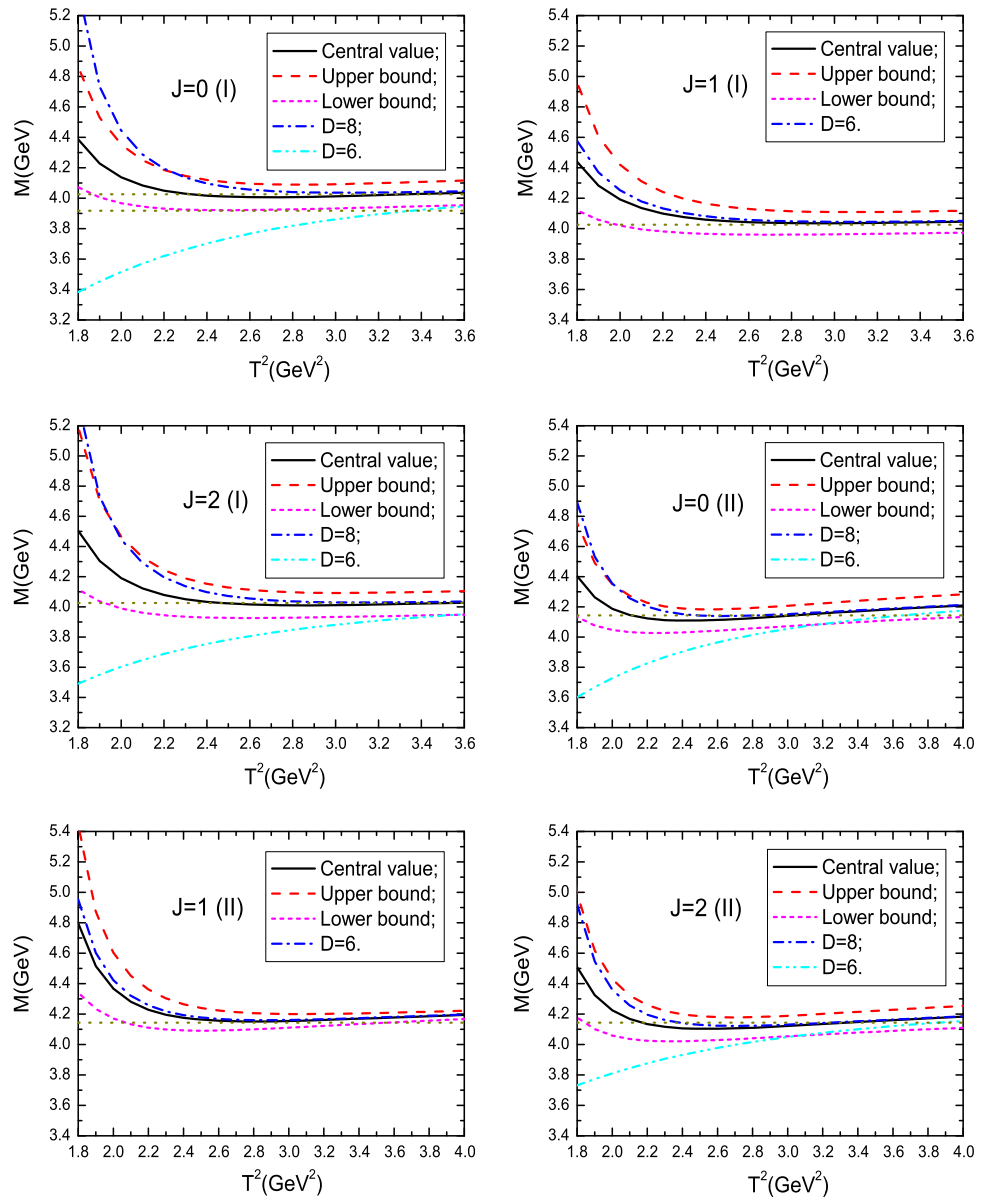 J=0 (I)
Central value;
Upper bound;
Lower bound;
D=8;
D=6.
M(GeV)
5.2
5.0
4.8
4.6
4.4
4.2
4.0
3.8
3.6
3.4
3.2
1.8 2.0 2.2 2.4 2.6 2.8 3.0 3.2 3.4 3.6
T²(GeV²)
J=1 (I)
Central value;
Upper bound;
Lower bound;
D=6.
M(GeV)
5.4
5.2
5.0
4.8
4.6
4.4
4.2
4.0
3.8
3.6
3.4
1.8 2.0 2.2 2.4 2.6 2.8 3.0 3.2 3.4 3.6
T²(GeV²)
J=2 (I)
Central value;
Upper bound;
Lower bound;
D=8;
D=6.
M(GeV)
5.2
5.0
4.8
4.6
4.4
4.2
4.0
3.8
3.6
3.4
3.2
1.8 2.0 2.2 2.4 2.6 2.8 3.0 3.2 3.4 3.6
T²(GeV²)
J=0 (II)
Central value;
Upper bound;
Lower bound;
D=8;
D=6.
M(GeV)
5.4
5.2
5.0
4.8
4.6
4.4
4.2
4.0
3.8
3.6
3.4
1.8 2.0 2.2 2.4 2.6 2.8 3.0 3.2 3.4 3.6 3.8 4.0
T²(GeV²)
J=1 (II)
Central value;
Upper bound;
Lower bound;
D=6.
M(GeV)
5.4
5.2
5.0
4.8
4.6
4.4
4.2
4.0
3.8
3.6
3.4
1.8 2.0 2.2 2.4 2.6 2.8 3.0 3.2 3.4 3.6 3.8 4.0
T²(GeV²)
J=2 (II)
Central value;
Upper bound;
Lower bound;
D=8;
D=6.
M(GeV)
5.4
5.2
5.0
4.8
4.6
4.4
4.2
4.0
3.8
3.6
3.4
1.8 2.0 2.2 2.4 2.6 2.8 3.0 3.2 3.4 3.6 3.8 4.0
T²(GeV²)